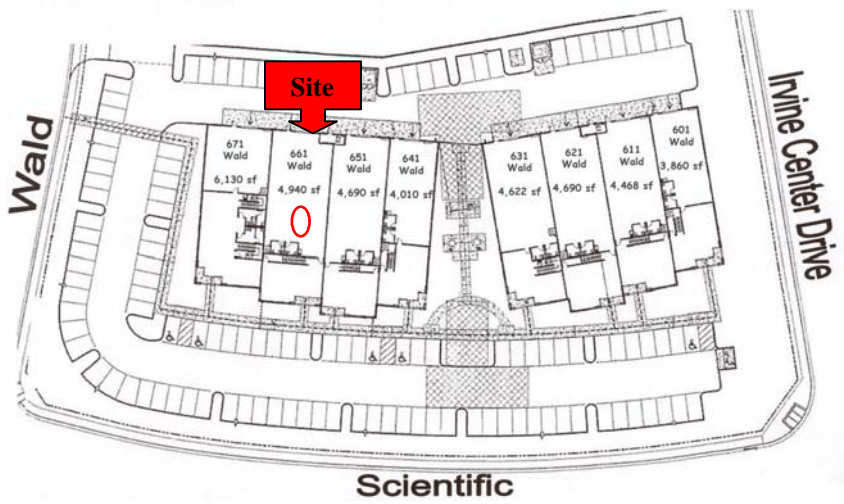 Site
Wald
671
Wald
6,130 sf
661
Wald
4,940 sf
651
Wald
4,690 sf
641
Wald
4,010 sf
631
Wald
4,622 sf
621
Wald
4,690 sf
611
Wald
4,468 sf
601
Wald
3,860 sf
Irvine Center Drive
Scientific